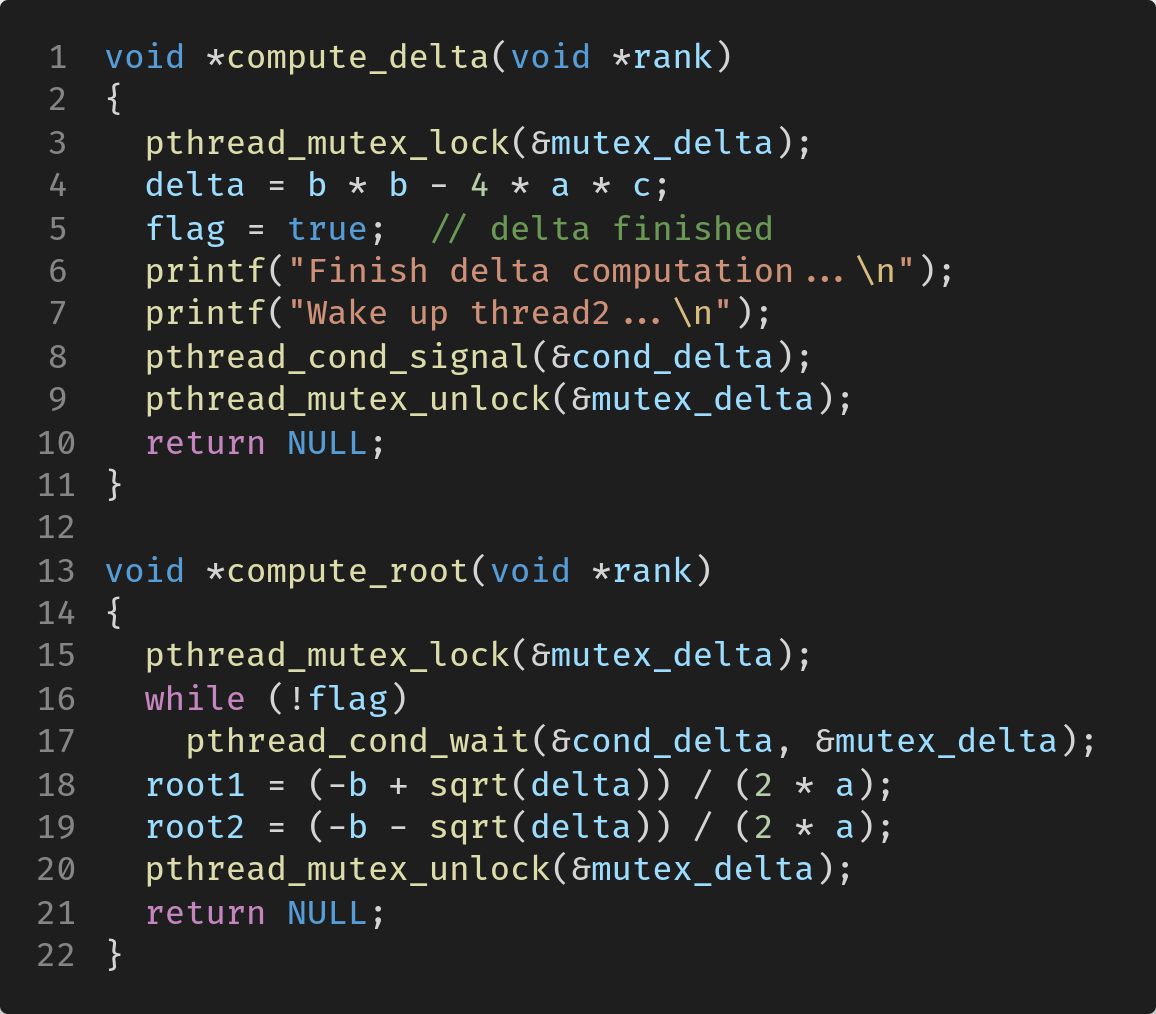 1 void *compute_delta(void *rank)
2 {
3   pthread_mutex_lock(&mutex_delta);
4   delta = b * b - 4 * a * c;
5   flag = true;  // delta finished
6   printf("Finish delta computation...\n");
7   printf("Wake up thread2...\n");
8   pthread_cond_signal(&cond_delta);
9   pthread_mutex_unlock(&mutex_delta);
10   return NULL;
11 }
12
13 void *compute_root(void *rank)
14 {
15   pthread_mutex_lock(&mutex_delta);
16   while (!flag)
17     pthread_cond_wait(&cond_delta, &mutex_delta);
18   root1 = (-b + sqrt(delta)) / (2 * a);
19   root2 = (-b - sqrt(delta)) / (2 * a);
20   pthread_mutex_unlock(&mutex_delta);
21   return NULL;
22 }